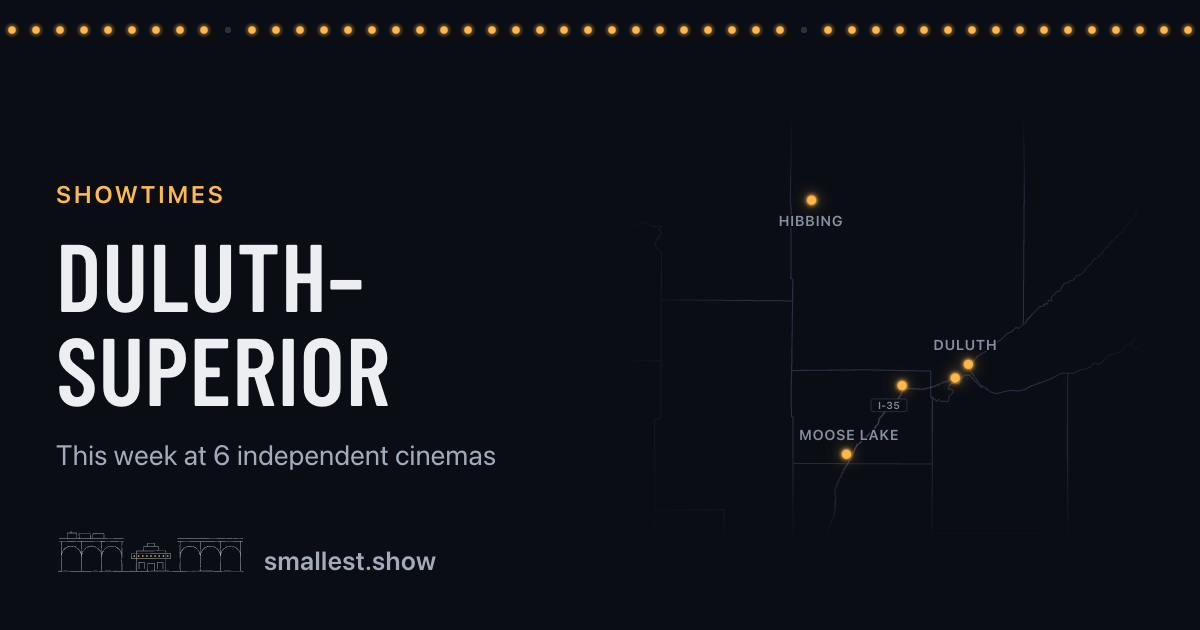 SHOWTIMES
DULUTH–
SUPERIOR
This week at 6 independent cinemas
smallest.show
HIBBING
DULUTH
I-35
MOOSE LAKE